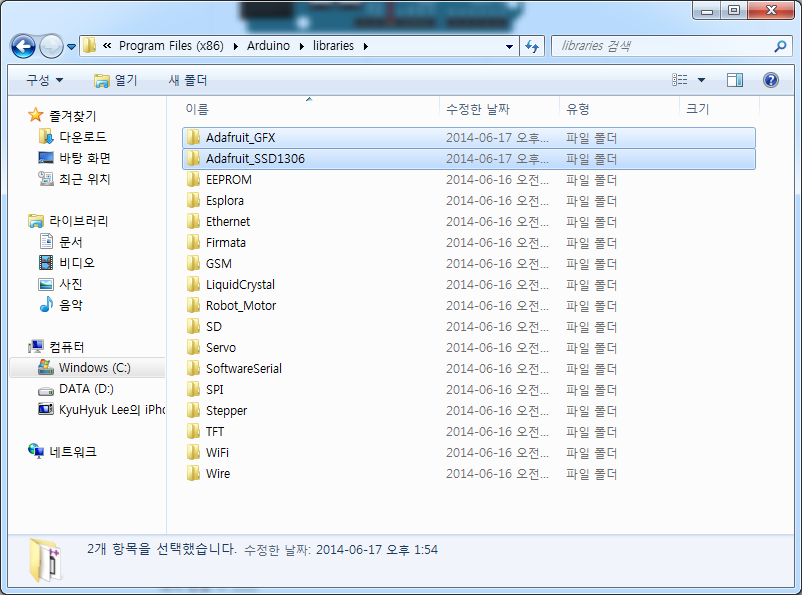 « Program Files (x86) Arduino libraries
libraries 검색
구성 열기 새 폴더
이름 수정한 날짜 유형 크기
즐겨찾기
다운로드
바탕 화면
최근 위치
라이브러리
문서
비디오
사진
음악
컴퓨터
Windows (C:)
DATA (D:)
KyuHyuk Lee의 iPho
네트워크
Adafruit_GFX 2014-06-17 오후... 파일 폴더
Adafruit_SSD1306 2014-06-17 오후... 파일 폴더
EEPROM 2014-06-16 오전... 파일 폴더
Esplora 2014-06-16 오전... 파일 폴더
Ethernet 2014-06-16 오전... 파일 폴더
Firmata 2014-06-16 오전... 파일 폴더
GSM 2014-06-16 오전... 파일 폴더
LiquidCrystal 2014-06-16 오전... 파일 폴더
Robot_Motor 2014-06-16 오전... 파일 폴더
SD 2014-06-16 오전... 파일 폴더
Servo 2014-06-16 오전... 파일 폴더
SoftwareSerial 2014-06-16 오전... 파일 폴더
SPI 2014-06-16 오전... 파일 폴더
Stepper 2014-06-16 오전... 파일 폴더
TFT 2014-06-16 오전... 파일 폴더
WiFi 2014-06-16 오전... 파일 폴더
Wire 2014-06-16 오전... 파일 폴더
2개 항목을 선택했습니다. 수정한 날짜: 2014-06-17 오후 1:54